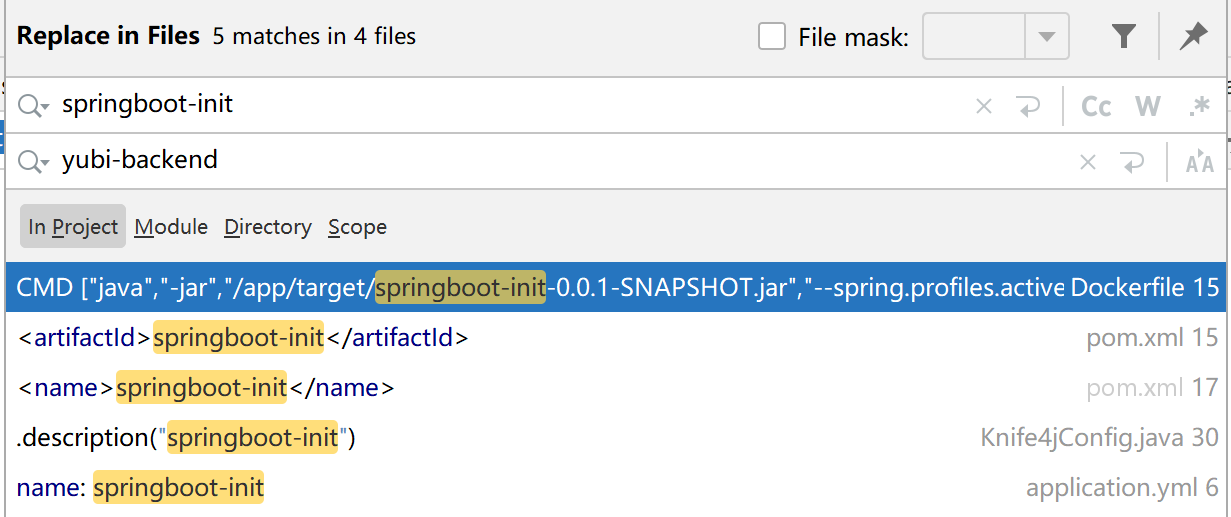 Replace in Files 5 matches in 4 files File mask:
springboot-init Cc W .*
yubi-backend
In Project Module Directory Scope
CMD ["java","-jar","/app/target/springboot-init-0.0.1-SNAPSHOT.jar","--spring.profiles.active Dockerfile 15
<artifactId>springboot-init</artifactId> pom.xml 15
<name>springboot-init</name> pom.xml 17
.description("springboot-init") Knife4jConfig.java 30
name: springboot-init application.yml 6